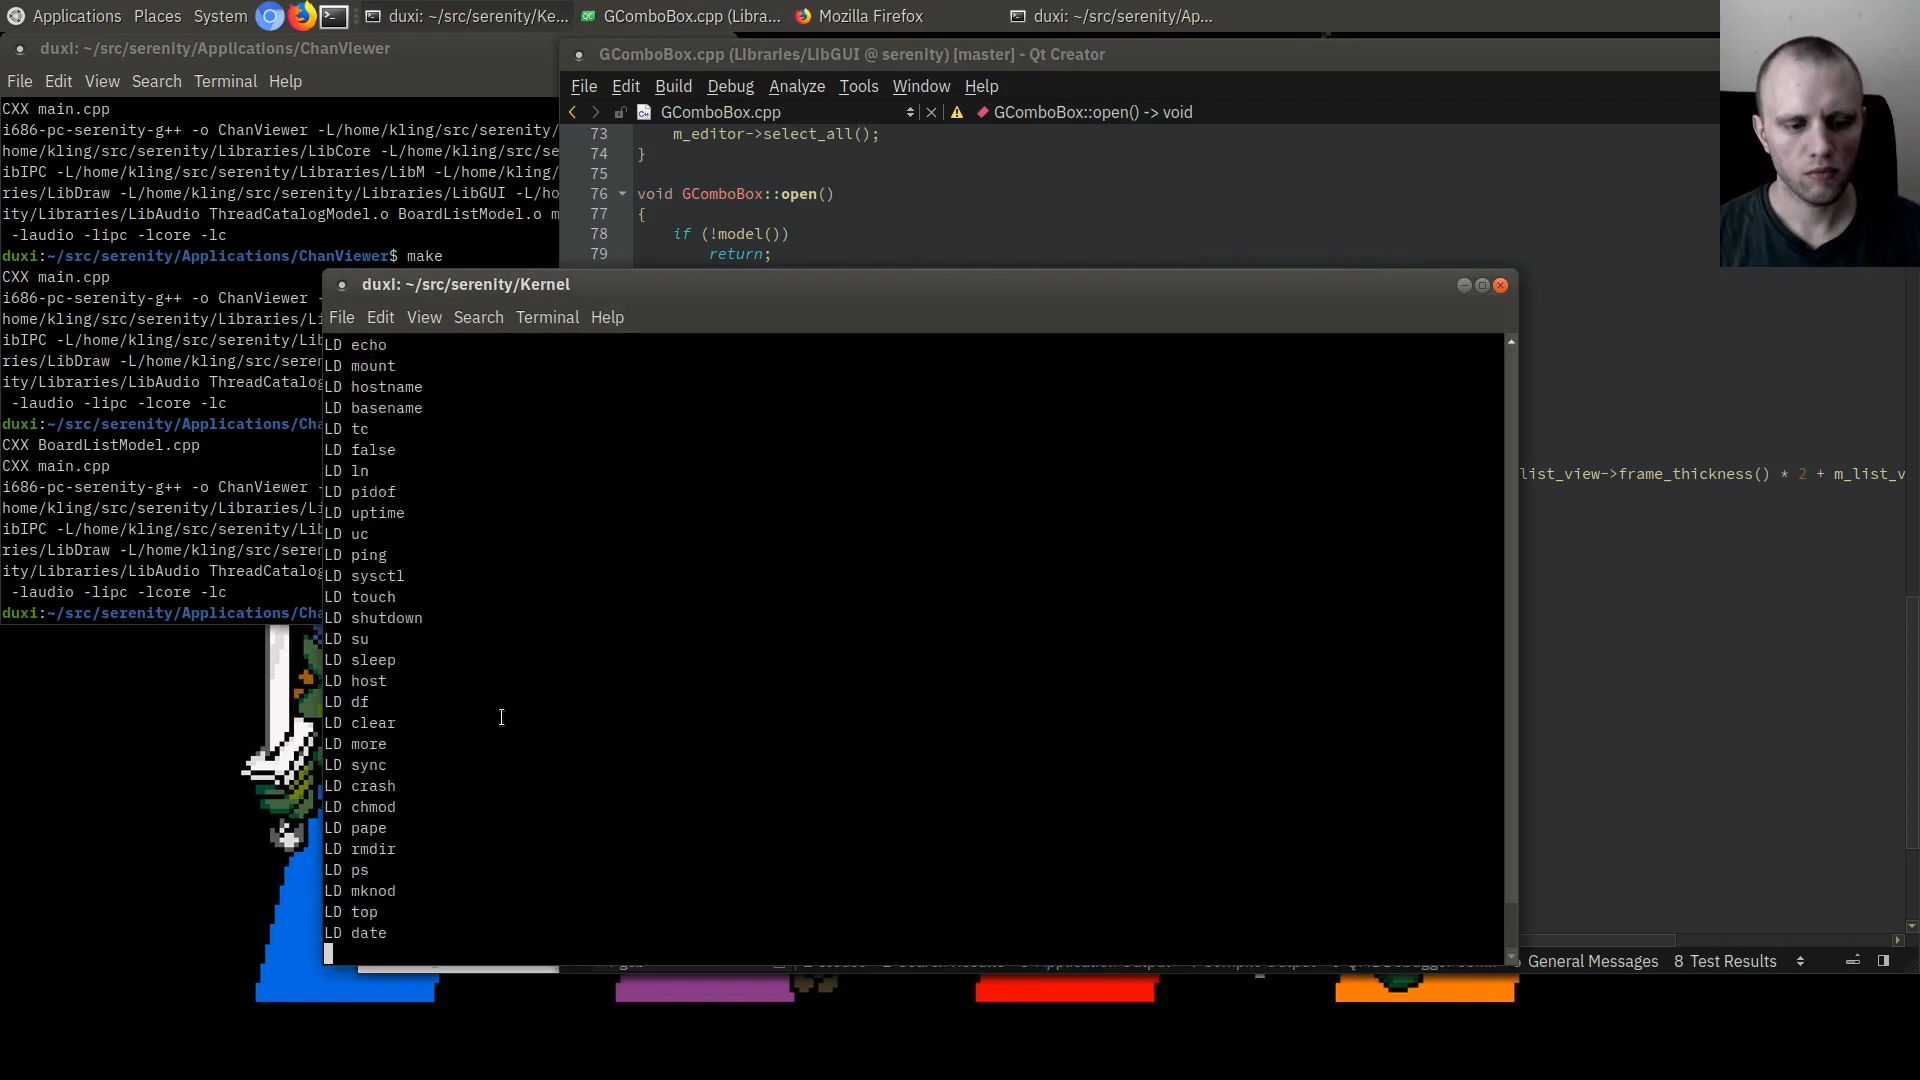 Applications Places System duxi: ~/src/serenity/Ke... GComboBox.cpp (Libra... Mozilla Firefox duxi: ~/src/serenity/Ap...
duxi: ~/src/serenity/Applications/ChanViewer
File Edit View Search Terminal Help
CXX main.cpp
i686-pc-serenity-g++ -o ChanViewer -L/home/kling/src/serenity/
home/kling/src/serenity/Libraries/LibCore -L/home/kling/src/se
ibIPC -L/home/kling/src/serenity/Libraries/LibM -L/home/kling/
ries/LibDraw -L/home/kling/src/serenity/Libraries/LibGUI -L/ho
ity/Libraries/LibAudio ThreadCatalogModel.o BoardListModel.o m
-laudio -lipc -lcore -lc
duxi:~/src/serenity/Applications/ChanViewer$ make
CXX main.cpp
i686-pc-serenity-g++ -o ChanViewer -
home/kling/src/serenity/Libraries/Li
ibIPC -L/home/kling/src/serenity/Lib
ries/LibDraw -L/home/kling/src/seren
ity/Libraries/LibAudio ThreadCatalog
-laudio -lipc -lcore -lc
duxi:~/src/serenity/Applications/Cha
CXX BoardListModel.cpp
CXX main.cpp
i686-pc-serenity-g++ -o ChanViewer -
home/kling/src/serenity/Libraries/Li
ibIPC -L/home/kling/src/serenity/Lib
ries/LibDraw -L/home/kling/src/seren
ity/Libraries/LibAudio ThreadCatalog
-laudio -lipc -lcore -lc
duxi:~/src/serenity/Applications/Cha
GComboBox.cpp (Libraries/LibGUI @ serenity) [master] - Qt Creator
File Edit Build Debug Analyze Tools Window Help
GComboBox.cpp GComboBox::open() -> void
73 m_editor->select_all();
74 }
75
76 void GComboBox::open()
77 {
78 if (!model())
79 return;
list_view->frame_thickness() * 2 + m_list_v
General Messages 8 Test Results
duxi: ~/src/serenity/Kernel
File Edit View Search Terminal Help
LD echo
LD mount
LD hostname
LD basename
LD tc
LD false
LD ln
LD pidof
LD uptime
LD uc
LD ping
LD sysctl
LD touch
LD shutdown
LD su
LD sleep
LD host
LD df
LD clear
LD more
LD sync
LD crash
LD chmod
LD pape
LD rmdir
LD ps
LD mknod
LD top
LD date